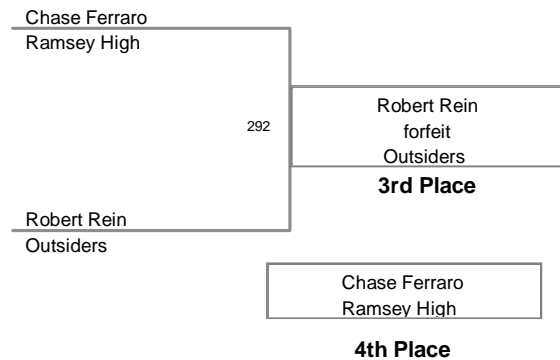 Chase Ferraro
Ramsey High
292
Robert Rein
forfeit
Outsiders
3rd Place
Robert Rein
Outsiders
Chase Ferraro
Ramsey High
4th Place